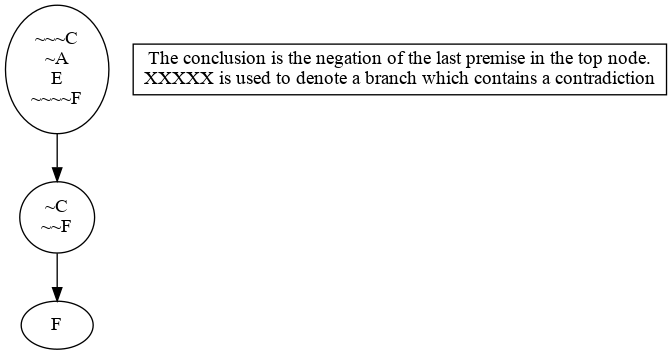 ~~~C
~A
E
~~~~F
The conclusion is the negation of the last premise in the top node.
XXXXX is used to denote a branch which contains a contradiction
~C
~~F
F